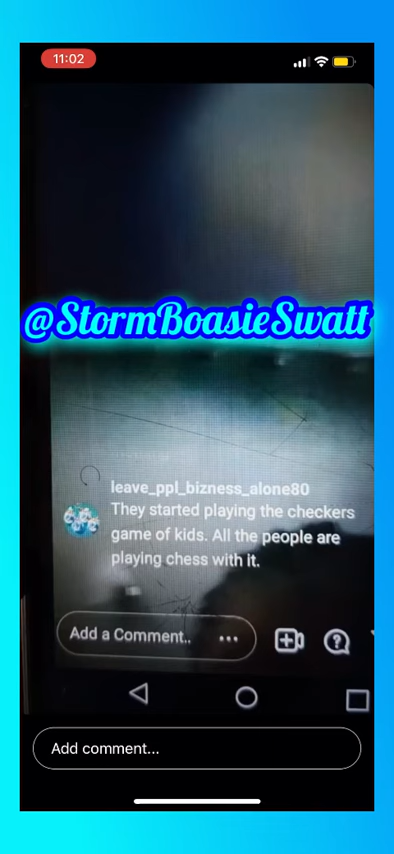 11:02
@StormBoasieSwatt
leave_ppl_bizness_alone80
They started playing the checkers
game of kids. All the people are
playing chess with it.
Add a Comment..
Add comment...